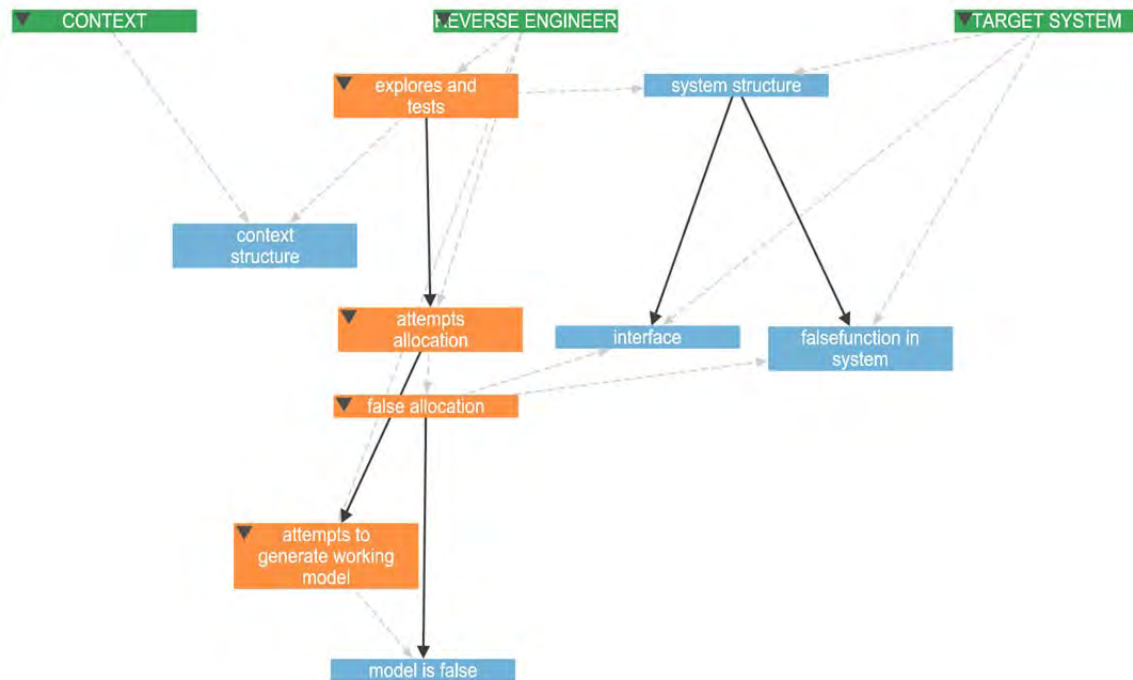 CONTEXT
REVERSE ENGINEER
TARGET SYSTEM
explores and
tests
system structure
context
structure
attempts
allocation
interface
falsefunction in
system
false allocation
attempts to
generate working
model
model is false